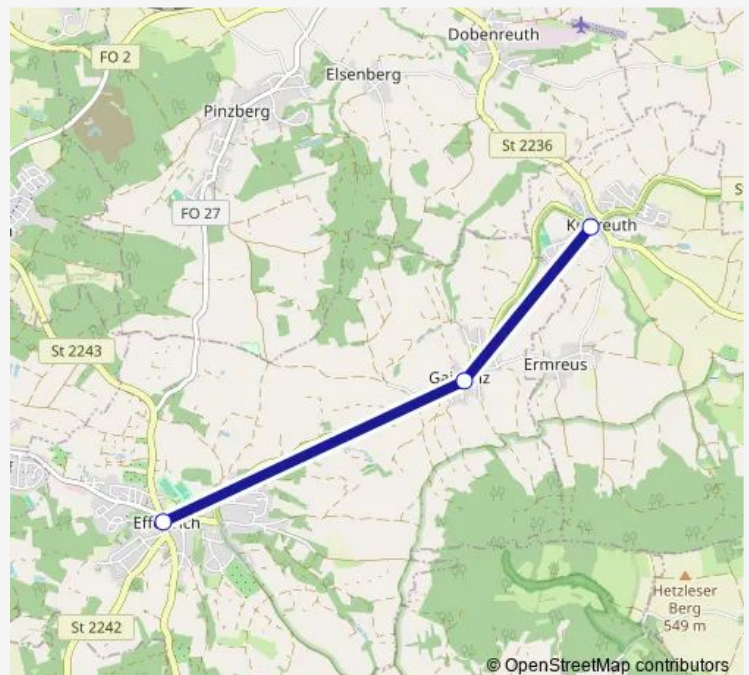 Dobenreuth
FO 2
Elsenberg
Pinzberg
St 2236
FO 27
St 2243
Ermreus
Hetzleser
Berg
549 m
St 2242
© OpenStreetMap contributors